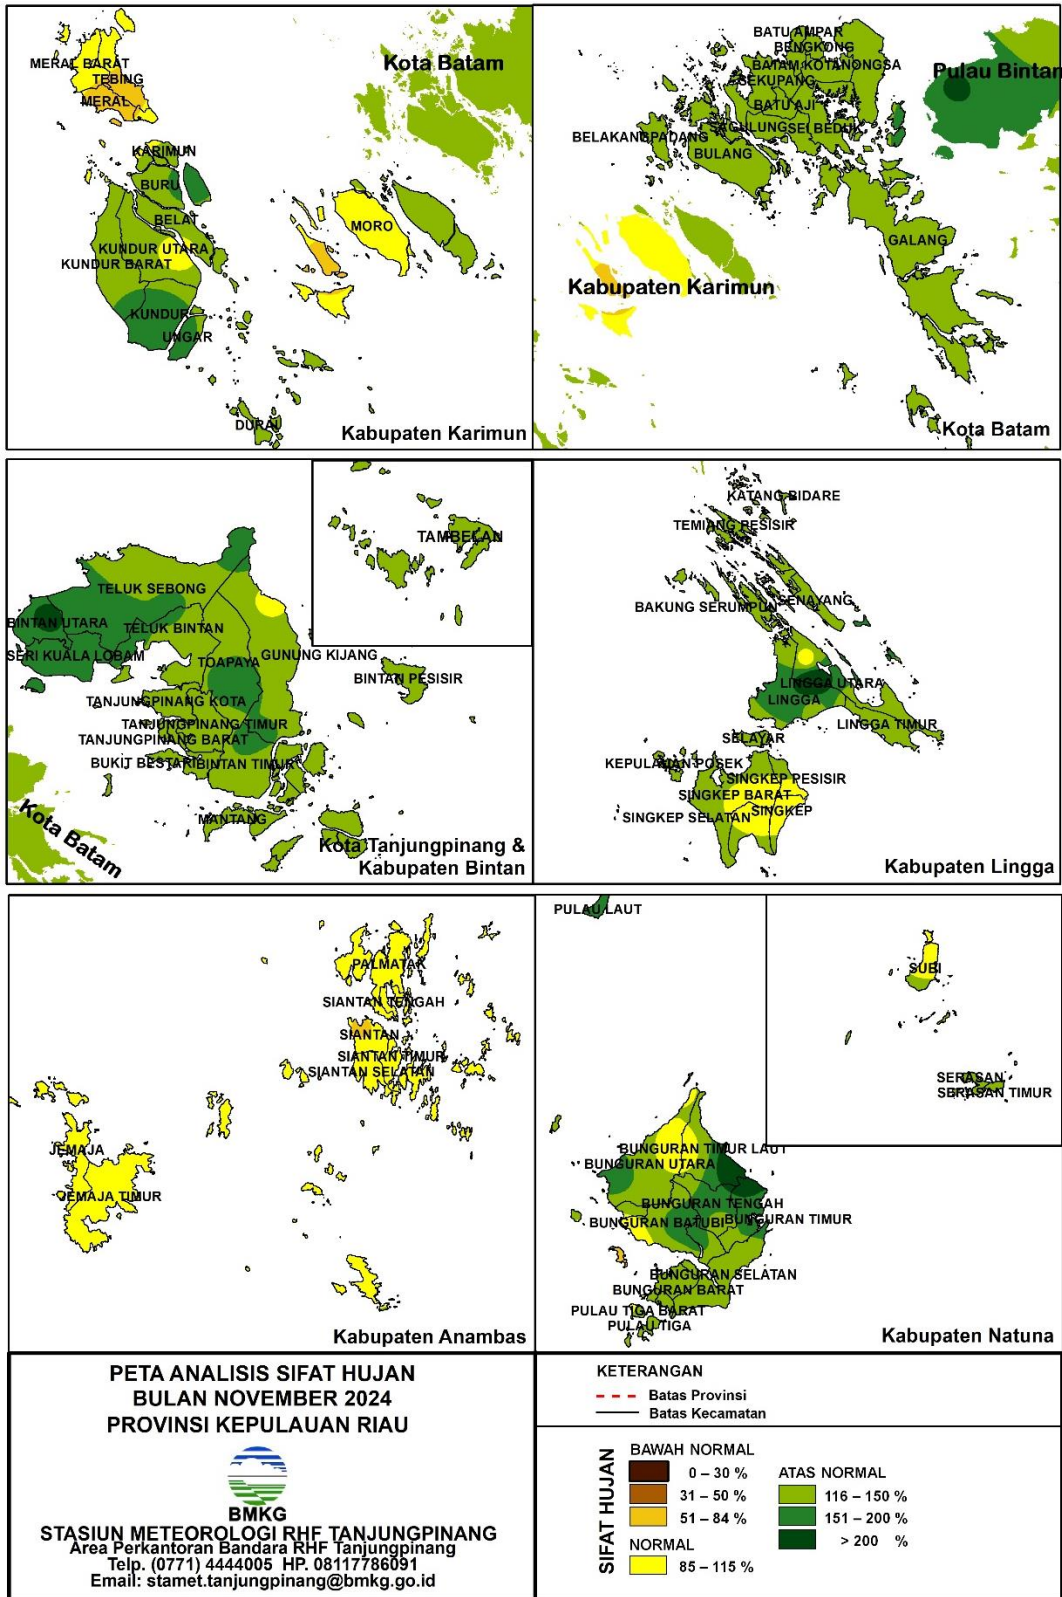 MERAL BARAT
TEBING
MERAL
KARIMUN
BURU
BELAT
KUNDUR UTARA
KUNDUR BARAT
KUNDUR
UNGAR
DURAI
MORO
Kota Batam
Kabupaten Karimun
BATU AMPAR
BENGKONG
BATAM KOTA
NONGSA
SEKUPANG
BATU AJI
SAGULUNG
SEI BEDUK
BELAKANGPADANG
BULANG
GALANG
Pulau Bintan
Kabupaten Karimun
Kota Batam
TAMBELAN
TELUK SEBONG
BINTAN UTARA
TELUK BINTAN
SERI KUALA LOBAM
TOAPAYA
GUNUNG KIJANG
BINTAN PESISIR
TANJUNGPINANG KOTA
TANJUNGPINANG TIMUR
TANJUNGPINANG BARAT
BUKIT BESTARI
BINTAN TIMUR
MANTANG
Kota Batam
Kota Tanjungpinang &
Kabupaten Bintan
KATANG BIDARE
TEMIANG PESISIR
BAKUNG SERUMPUN
SENAYANG
LINGGA UTARA
LINGGA
LINGGA TIMUR
SELAYAR
KEPULAUAN POSEK
SINGKEP PESISIR
SINGKEP BARAT
SINGKEP
SINGKEP SELATAN
Kabupaten Lingga
PALMATAK
SIANTAN TENGAH
SIANTAN
SIANTAN TIMUR
SIANTAN SELATAN
JEMAJA
JEMAJA TIMUR
Kabupaten Anambas
PULAU LAUT
SUBI
SERASAN
SERASAN TIMUR
BUNGURAN TIMUR LAUT
BUNGURAN UTARA
BUNGURAN TENGAH
BUNGURAN BATUBI
BUNGURAN TIMUR
BUNGURAN SELATAN
BUNGURAN BARAT
PULAU TIGA BARAT
PULAU TIGA
Kabupaten Natuna
PETA ANALISIS SIFAT HUJAN
BULAN NOVEMBER 2024
PROVINSI KEPULAUAN RIAU
BMKG
STASIUN METEOROLOGI RHF TANJUNGPINANG
Area Perkantoran Bandara RHF Tanjungpinang
Telp. (0771) 4444005 HP. 08117786091
Email: stamet.tanjungpinang@bmkg.go.id
KETERANGAN
Batas Provinsi
Batas Kecamatan
SIFAT HUJAN
BAWAH NORMAL
0 – 30 %
31 – 50 %
51 – 84 %
NORMAL
85 – 115 %
ATAS NORMAL
116 – 150 %
151 – 200 %
> 200 %